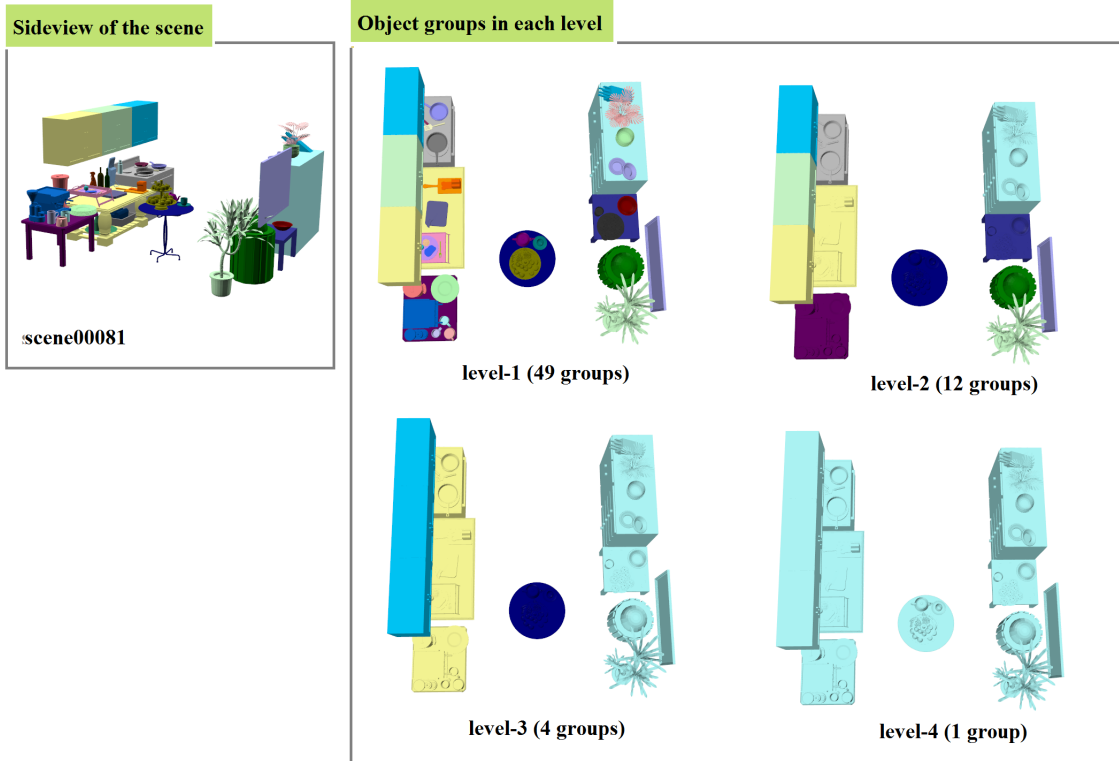 Sideview of the scene
Object groups in each level
scene00081
level-1 (49 groups)
level-2 (12 groups)
level-3 (4 groups)
level-4 (1 group)